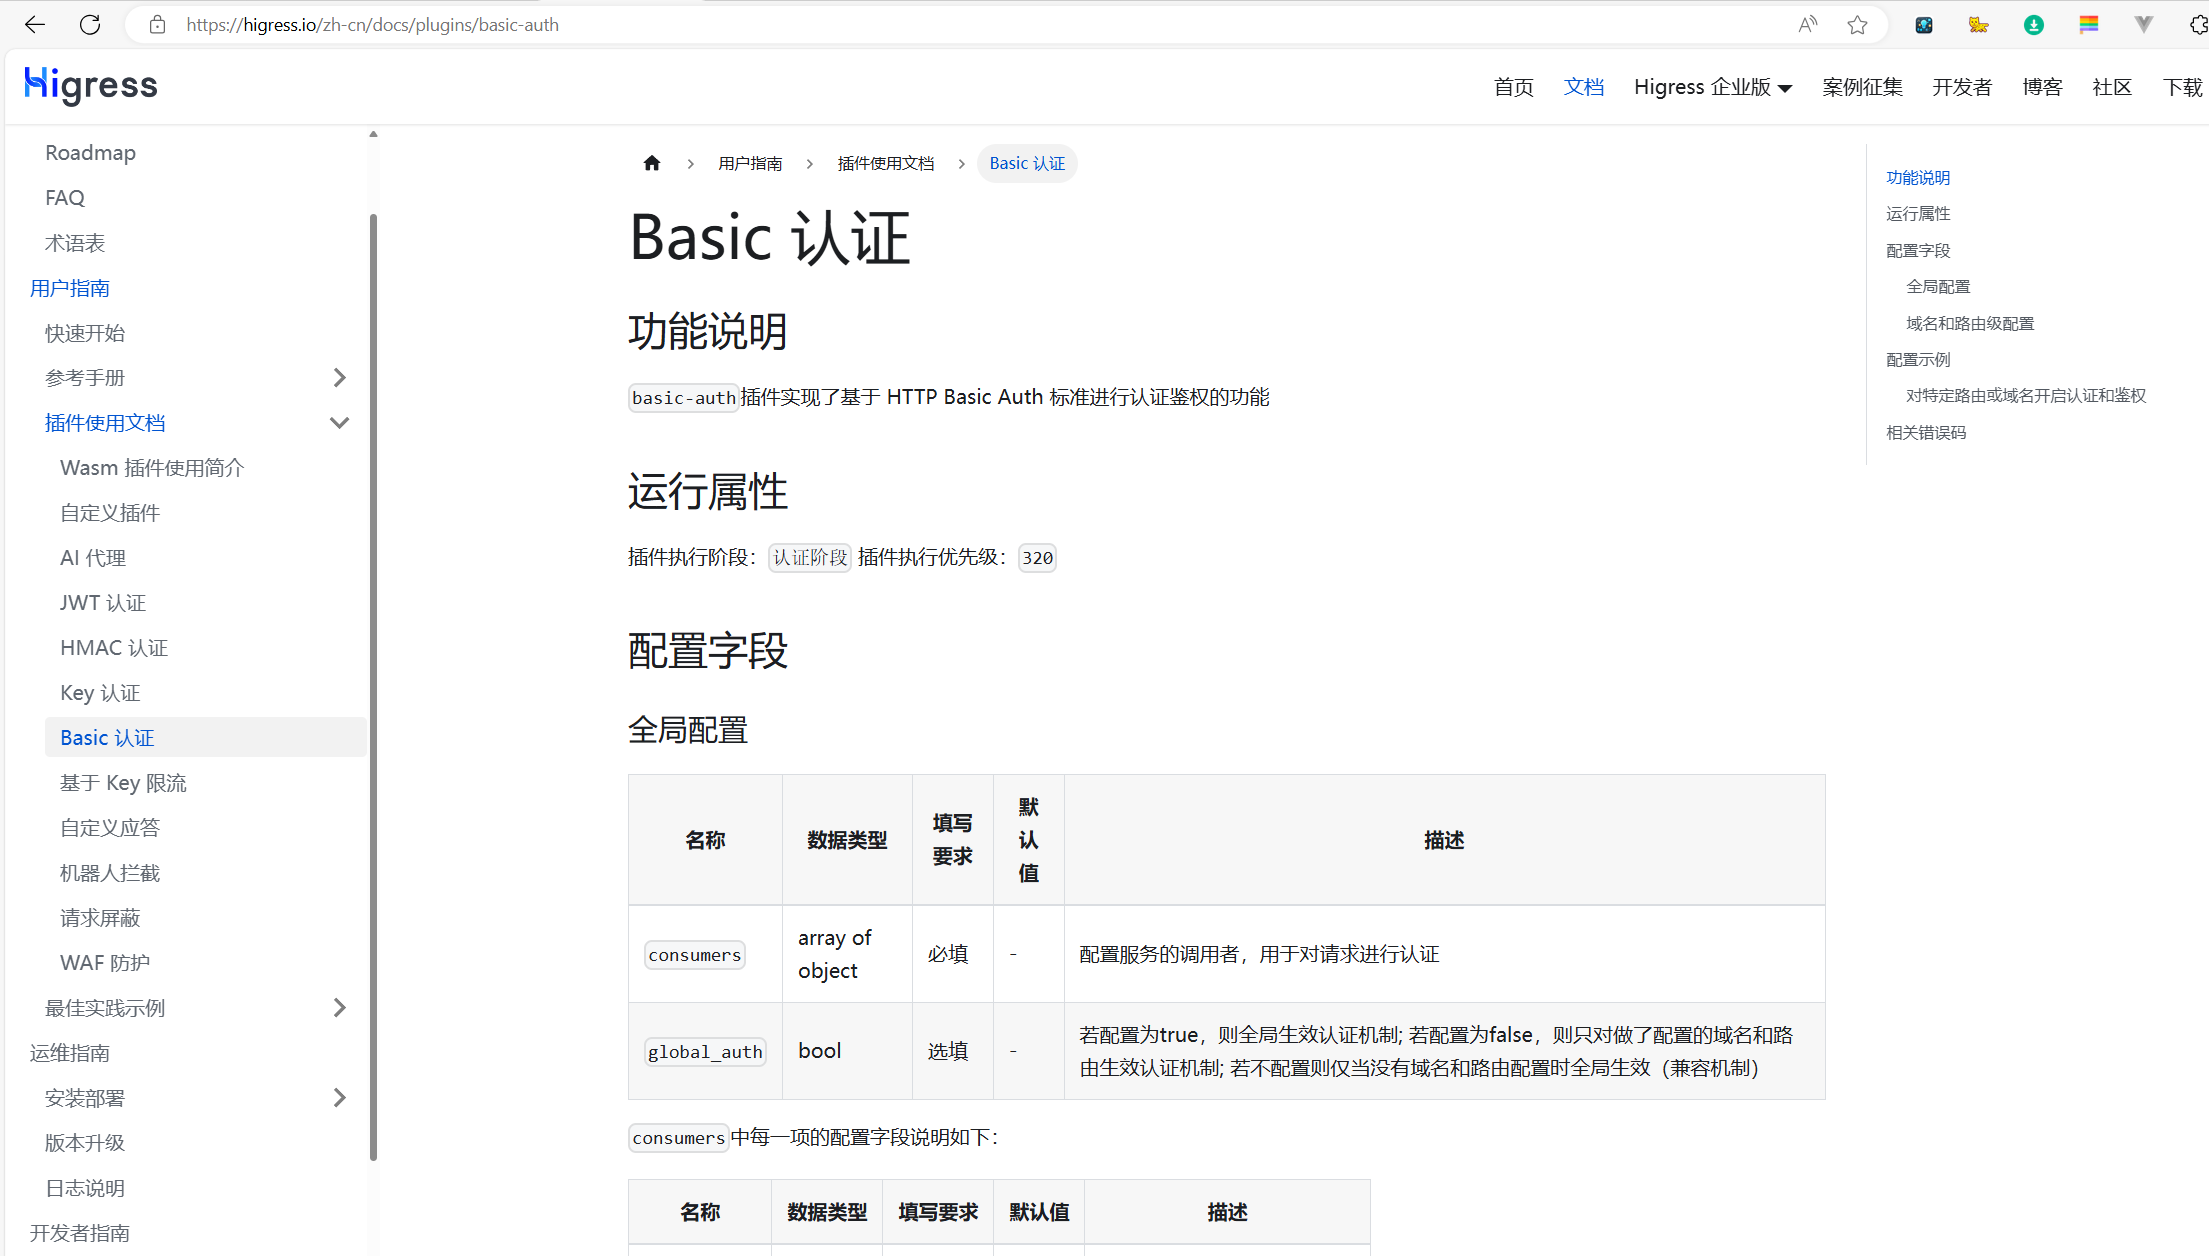 https://higress.io/zh-cn/docs/plugins/basic-auth
Higress
首页 文档 Higress 企业版 案例征集 开发者 博客 社区 下载
Roadmap
FAQ
术语表
用户指南
快速开始
参考手册
插件使用文档
Wasm 插件使用简介
自定义插件
AI 代理
JWT 认证
HMAC 认证
Key 认证
Basic 认证
基于 Key 限流
自定义应答
机器人拦截
请求屏蔽
WAF 防护
最佳实践示例
运维指南
安装部署
版本升级
日志说明
开发者指南
用户指南 > 插件使用文档 > Basic 认证
Basic 认证
功能说明
basic-auth插件实现了基于 HTTP Basic Auth 标准进行认证鉴权的功能
运行属性
插件执行阶段：认证阶段 插件执行优先级：320
配置字段
全局配置
名称 数据类型 填写要求 默认值 描述
consumers array of object 必填 - 配置服务的调用者，用于对请求进行认证
global_auth bool 选填 - 若配置为true，则全局生效认证机制; 若配置为false，则只对做了配置的域名和路
由生效认证机制; 若不配置则仅当没有域名和路由配置时全局生效（兼容机制）
consumers中每一项的配置字段说明如下：
名称 数据类型 填写要求 默认值 描述
功能说明
运行属性
配置字段
全局配置
域名和路由级配置
配置示例
对特定路由或域名开启认证和鉴权
相关错误码